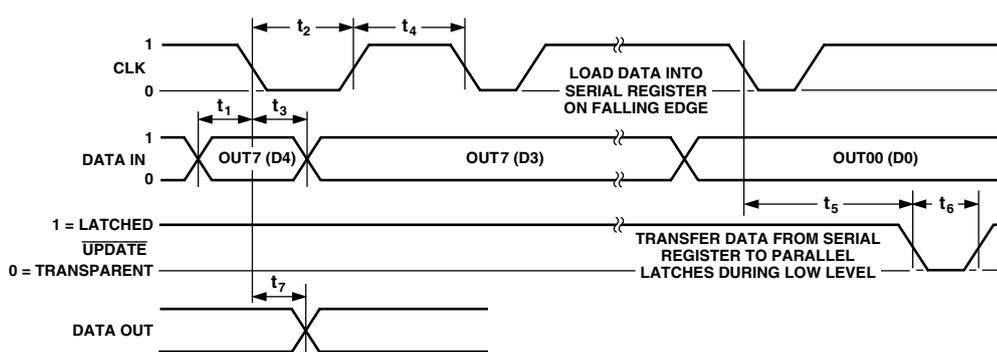 t2
t4
1
CLK
0
LOAD DATA INTO
SERIAL REGISTER
ON FALLING EDGE
t1
t3
1
DATA IN
0
OUT7 (D4)
OUT7 (D3)
OUT00 (D0)
t5
t6
1 = LATCHED
UPDATE
0 = TRANSPARENT
TRANSFER DATA FROM SERIAL
REGISTER TO PARALLEL
LATCHES DURING LOW LEVEL
t7
DATA OUT